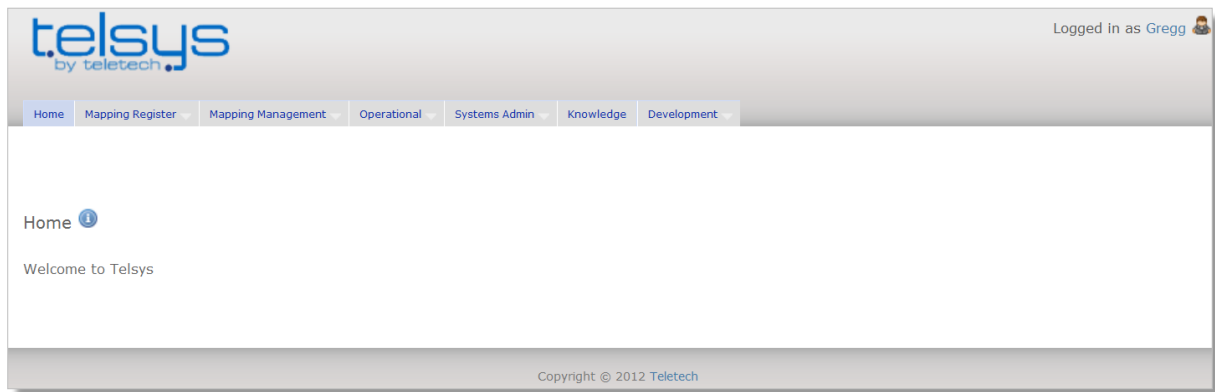 telsys
by teletech
Logged in as Gregg
Home Mapping Register Mapping Management Operational Systems Admin Knowledge Development
Home
Welcome to Telsys
Copyright © 2012 Teletech